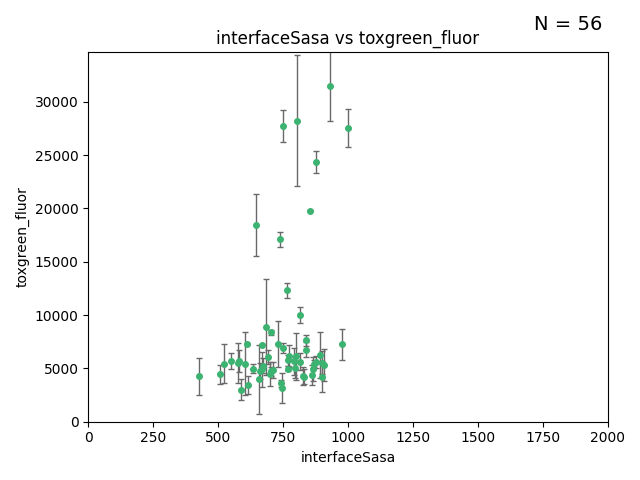 N = 56
interfaceSasa vs toxgreen_fluor
toxgreen_fluor
30000
25000
20000
15000
10000
5000
0
0 250 500 750 1000 1250 1500 1750 2000
interfaceSasa